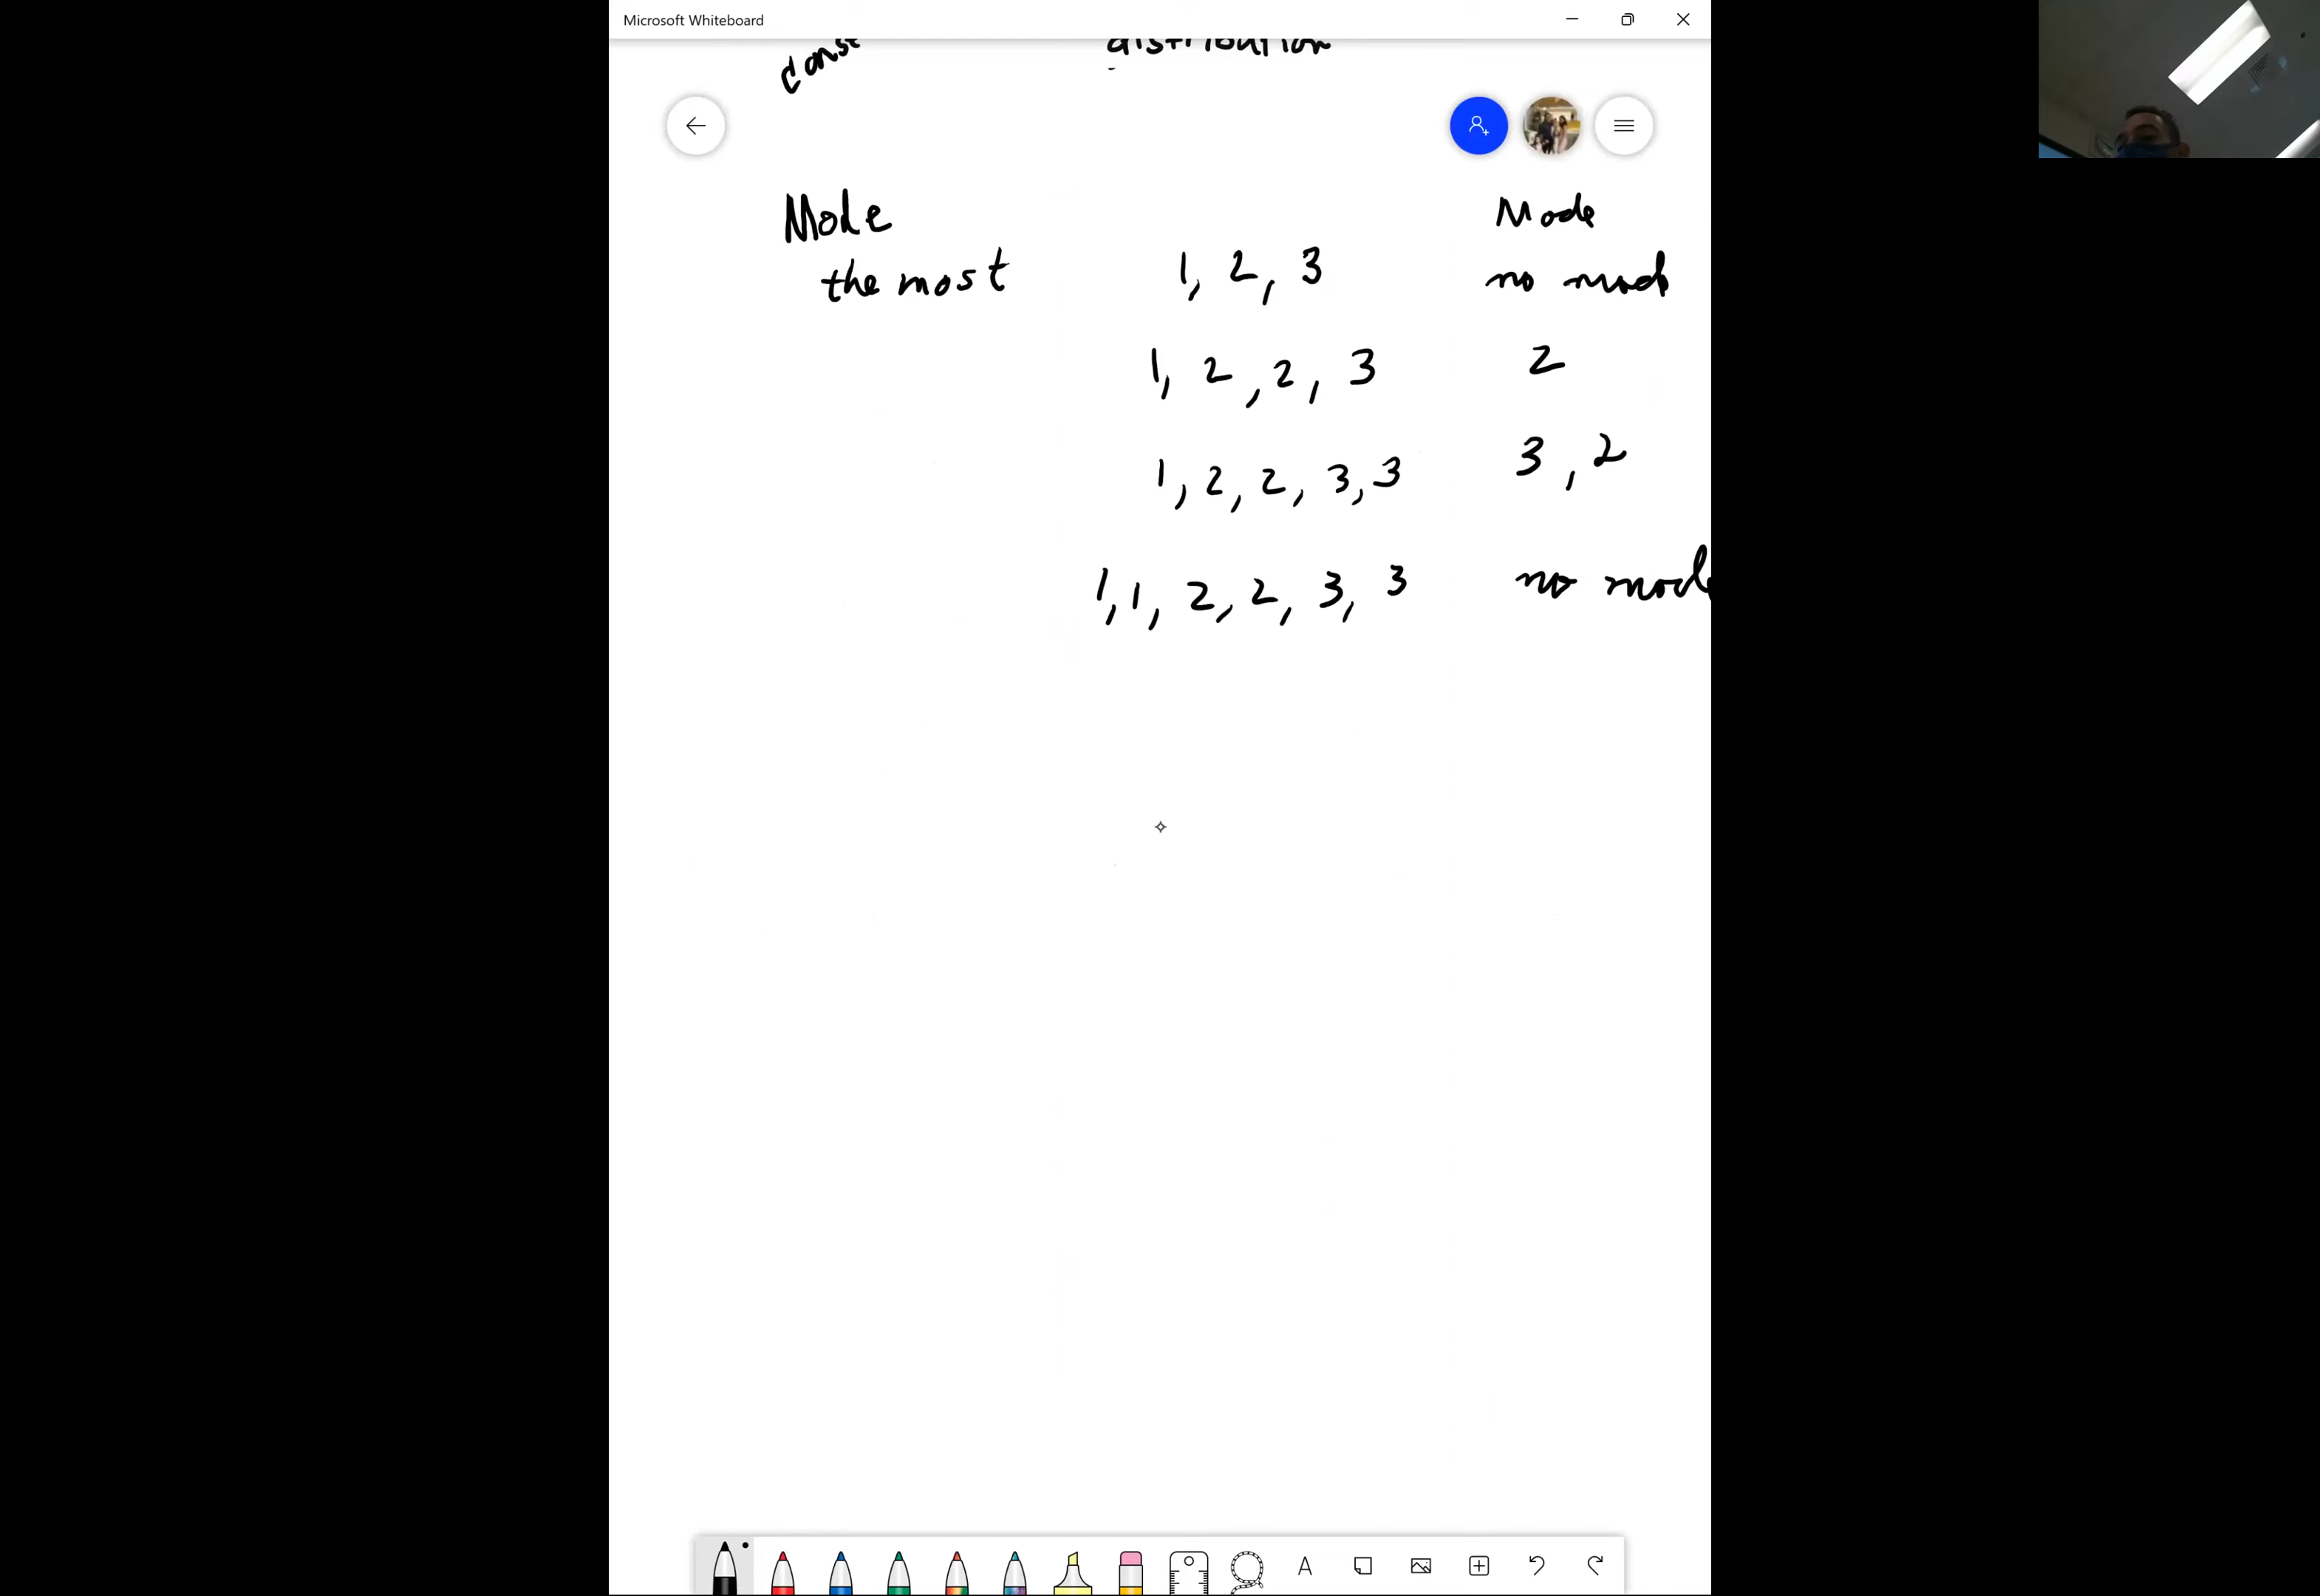 Microsoft Whiteboard
distribution
Mode
Mode
the most 1, 2, 3 no mode
1, 2, 2, 3 2
1, 2, 2, 3, 3 3, 2
1, 1, 2, 2, 3, 3 no mode
A